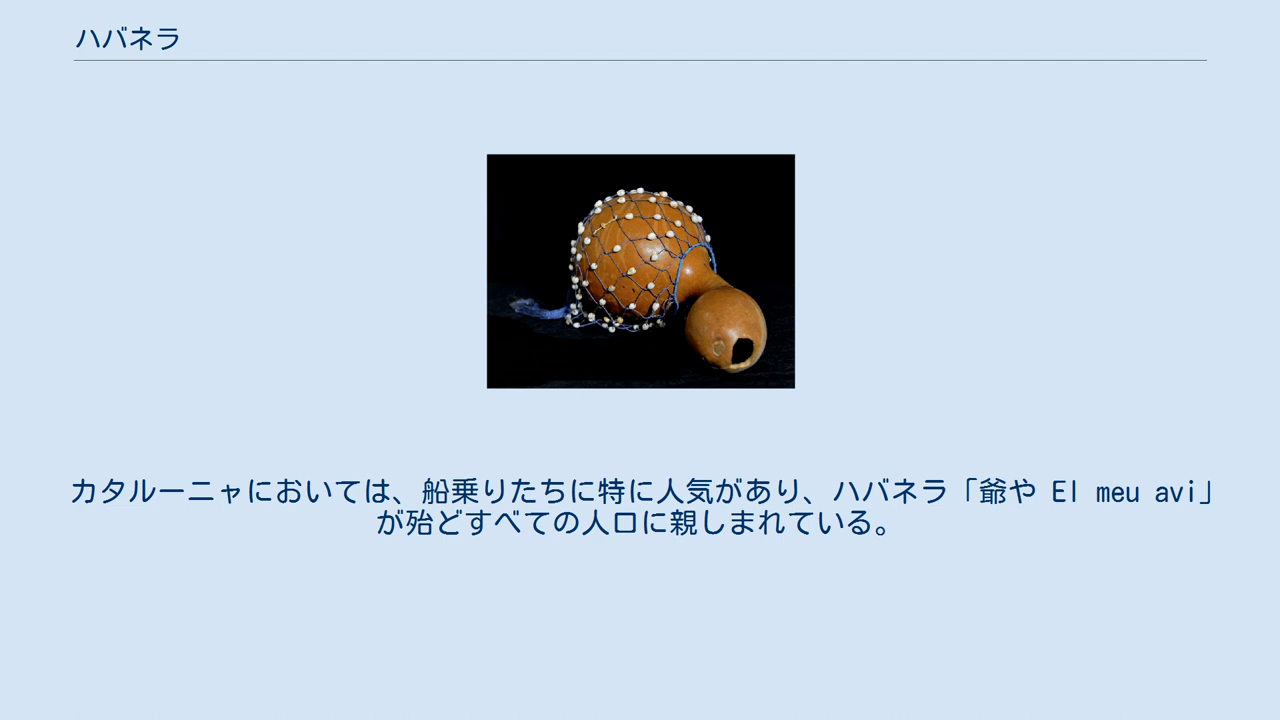 ハバネラ
カタルーニャにおいては、船乗りたちに特に人気があり、ハバネラ「爺や El meu avi」
が殆どすべての人口に親しまれている。